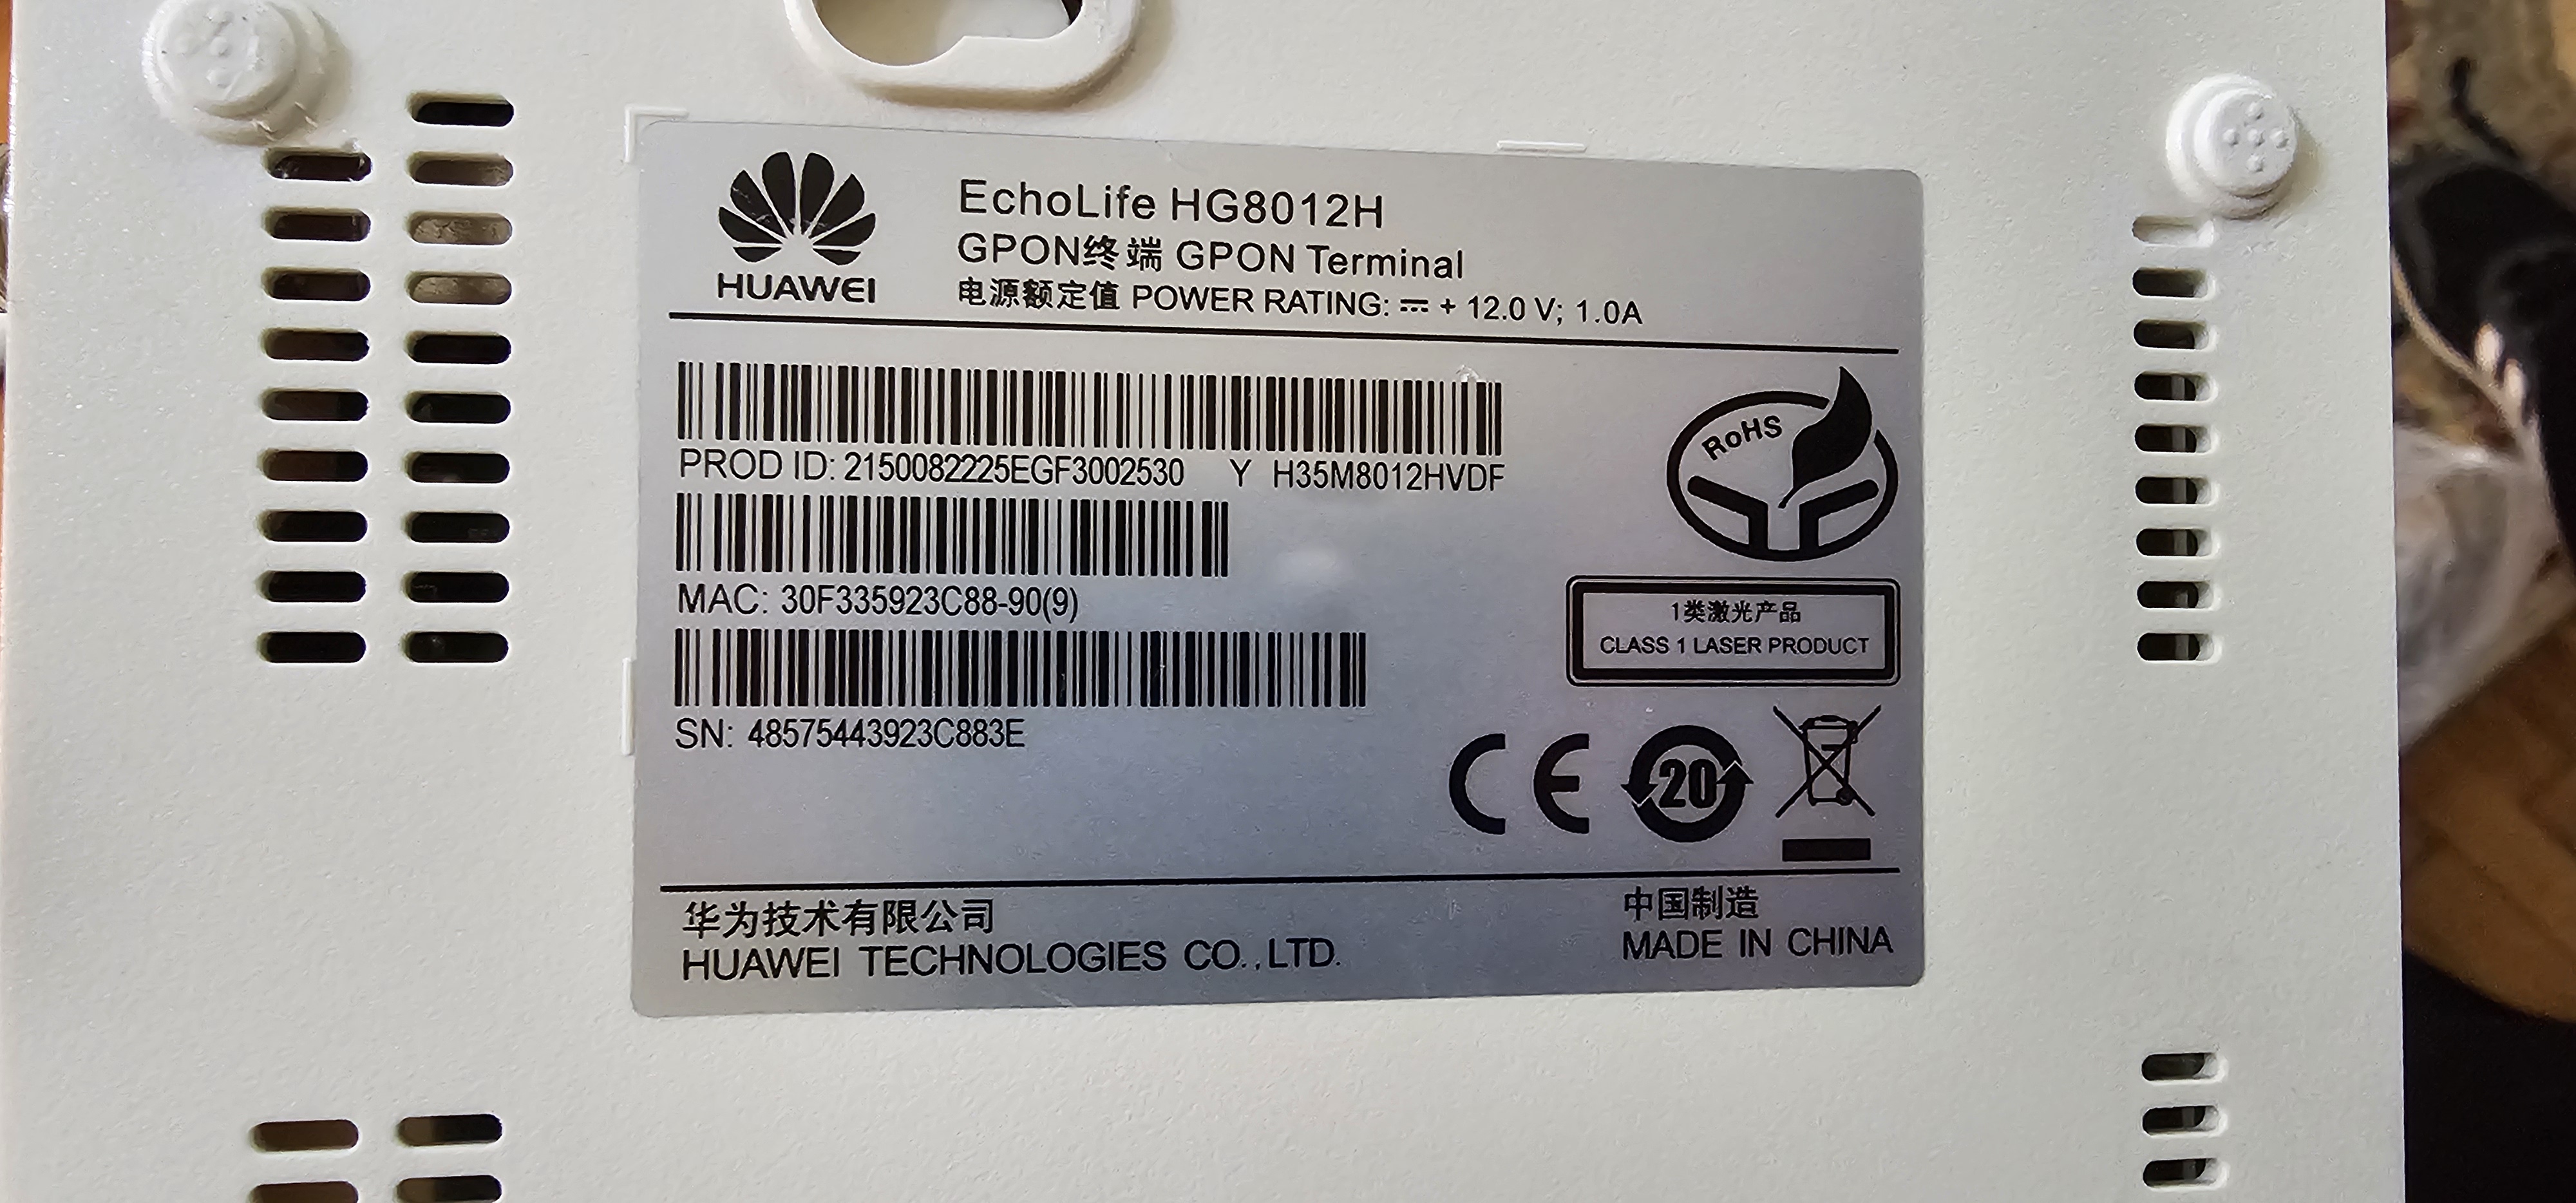 HUAWEI
EchoLife HG8012H
GPON终端 GPON Terminal
电源额定值 POWER RATING: ⎓ + 12.0 V; 1.0A
PROD ID: 2150082225EGF3002530 Y H35M8012HVDF
MAC: 30F335923C88-90(9)
SN: 48575443923C883E
RoHS
1类激光产品
CLASS 1 LASER PRODUCT
CE
20
华为技术有限公司
HUAWEI TECHNOLOGIES CO.,LTD.
中国制造
MADE IN CHINA